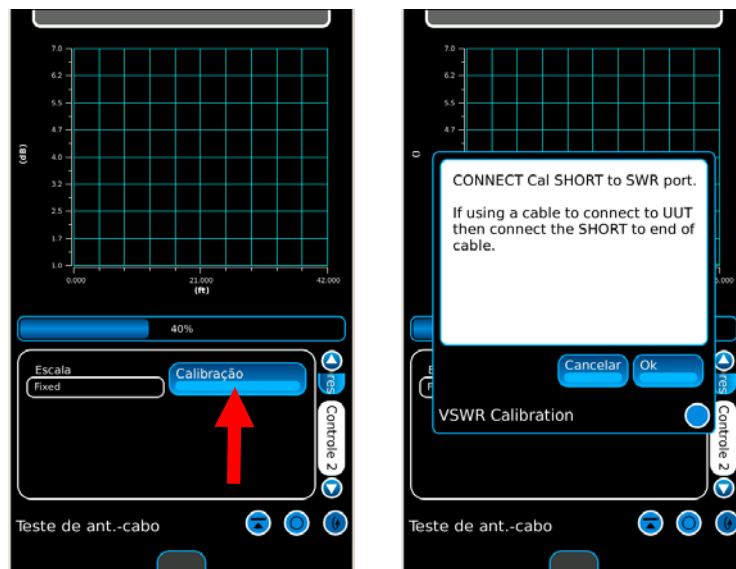 7.0
6.2
5.5
4.7
4.0
3.2
2.5
1.7
1.0
(dB)
0.000
21.000
42.000
(ft)
40%
Escala
Fixed
Calibração
res
Controle 2
Teste de ant.-cabo
7.0
6.2
5.5
4.7
CONNECT Cal SHORT to SWR port.
If using a cable to connect to UUT
then connect the SHORT to end of
cable.
Cancelar
Ok
VSWR Calibration
res
Controle 2
Teste de ant.-cabo